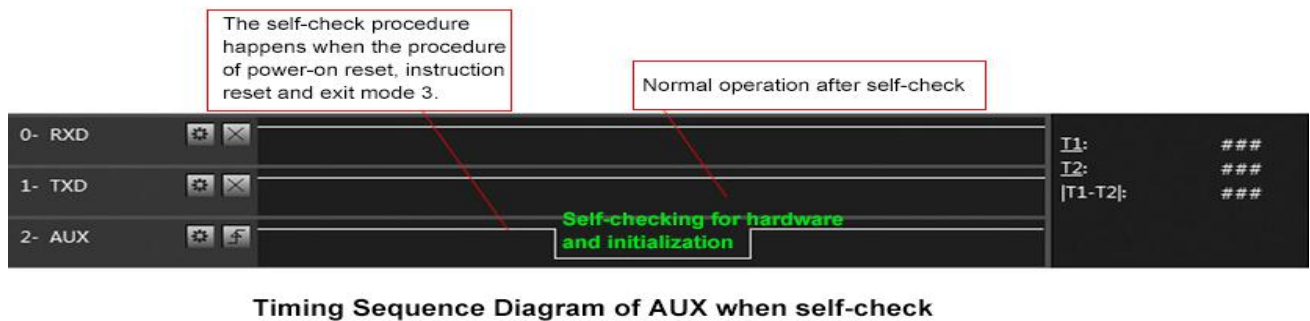 The self-check procedure
happens when the procedure
of power-on reset, instruction
reset and exit mode 3.
Normal operation after self-check
0- RXD
1- TXD
2- AUX
Self-checking for hardware
and initialization
T1: ###
T2: ###
|T1-T2|: ###
Timing Sequence Diagram of AUX when self-check